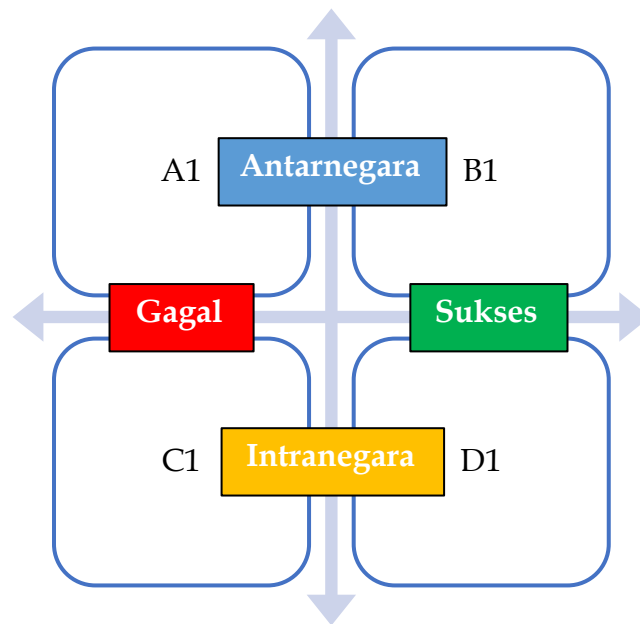 A1
Antarnegara
B1
Gagal
Sukses
C1
Intranegara
D1